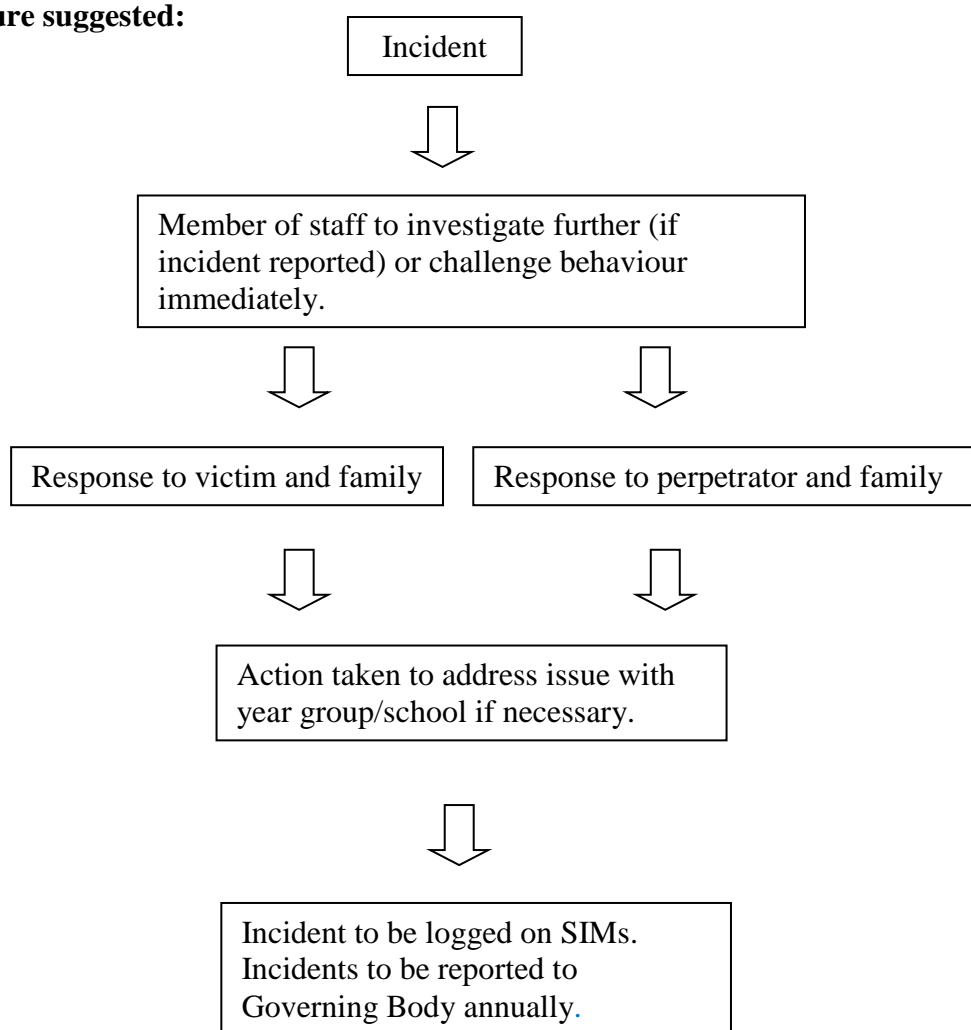 ure suggested:
Incident
Member of staff to investigate further (if
incident reported) or challenge behaviour
immediately.
Response to victim and family
Response to perpetrator and family
Action taken to address issue with
year group/school if necessary.
Incident to be logged on SIMs.
Incidents to be reported to
Governing Body annually.